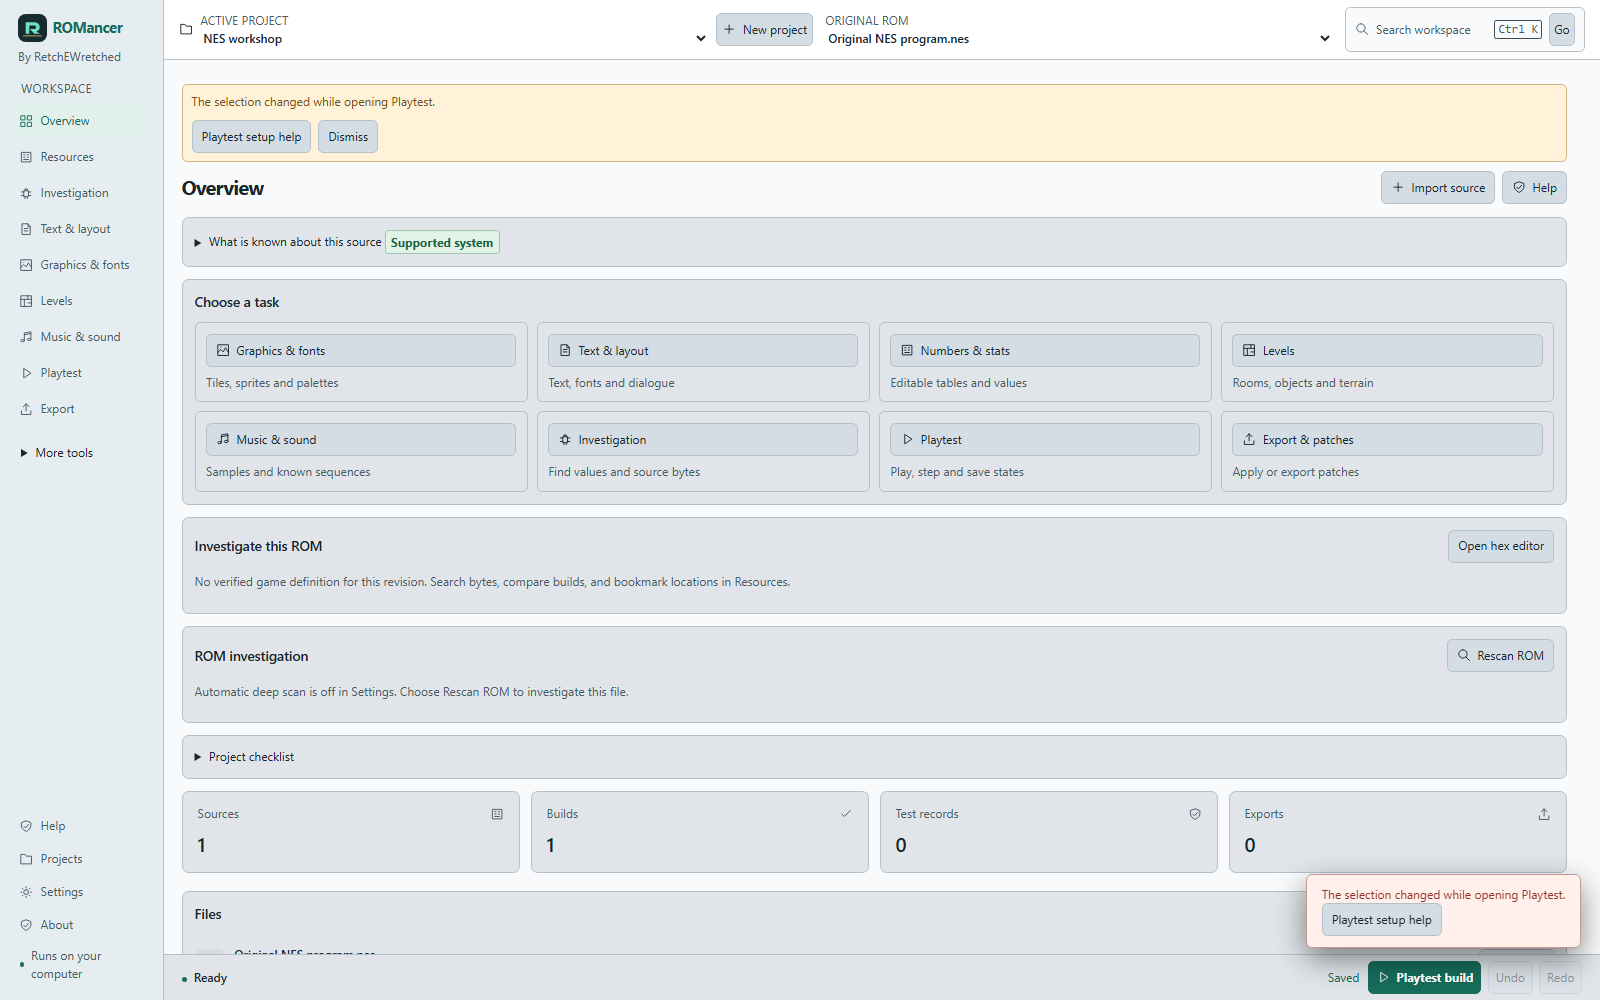 ROMancer
By RetchEWretched
WORKSPACE
Overview
Resources
Investigation
Text & layout
Graphics & fonts
Levels
Music & sound
Playtest
Export
More tools
Help
Projects
Settings
About
Runs on your
computer
ACTIVE PROJECT
NES workshop
New project
ORIGINAL ROM
Original NES program.nes
Search workspace
Ctrl K
Go
The selection changed while opening Playtest.
Playtest setup help
Dismiss
Overview
Import source
Help
What is known about this source
Supported system
Choose a task
Graphics & fonts
Tiles, sprites and palettes
Text & layout
Text, fonts and dialogue
Numbers & stats
Editable tables and values
Levels
Rooms, objects and terrain
Music & sound
Samples and known sequences
Investigation
Find values and source bytes
Playtest
Play, step and save states
Export & patches
Apply or export patches
Investigate this ROM
Open hex editor
No verified game definition for this revision. Search bytes, compare builds, and bookmark locations in Resources.
ROM investigation
Rescan ROM
Automatic deep scan is off in Settings. Choose Rescan ROM to investigate this file.
Project checklist
Sources
1
Builds
1
Test records
0
Exports
0
Files
Original NES program.nes
The selection changed while opening Playtest.
Playtest setup help
Ready
Saved
Playtest build
Undo
Redo